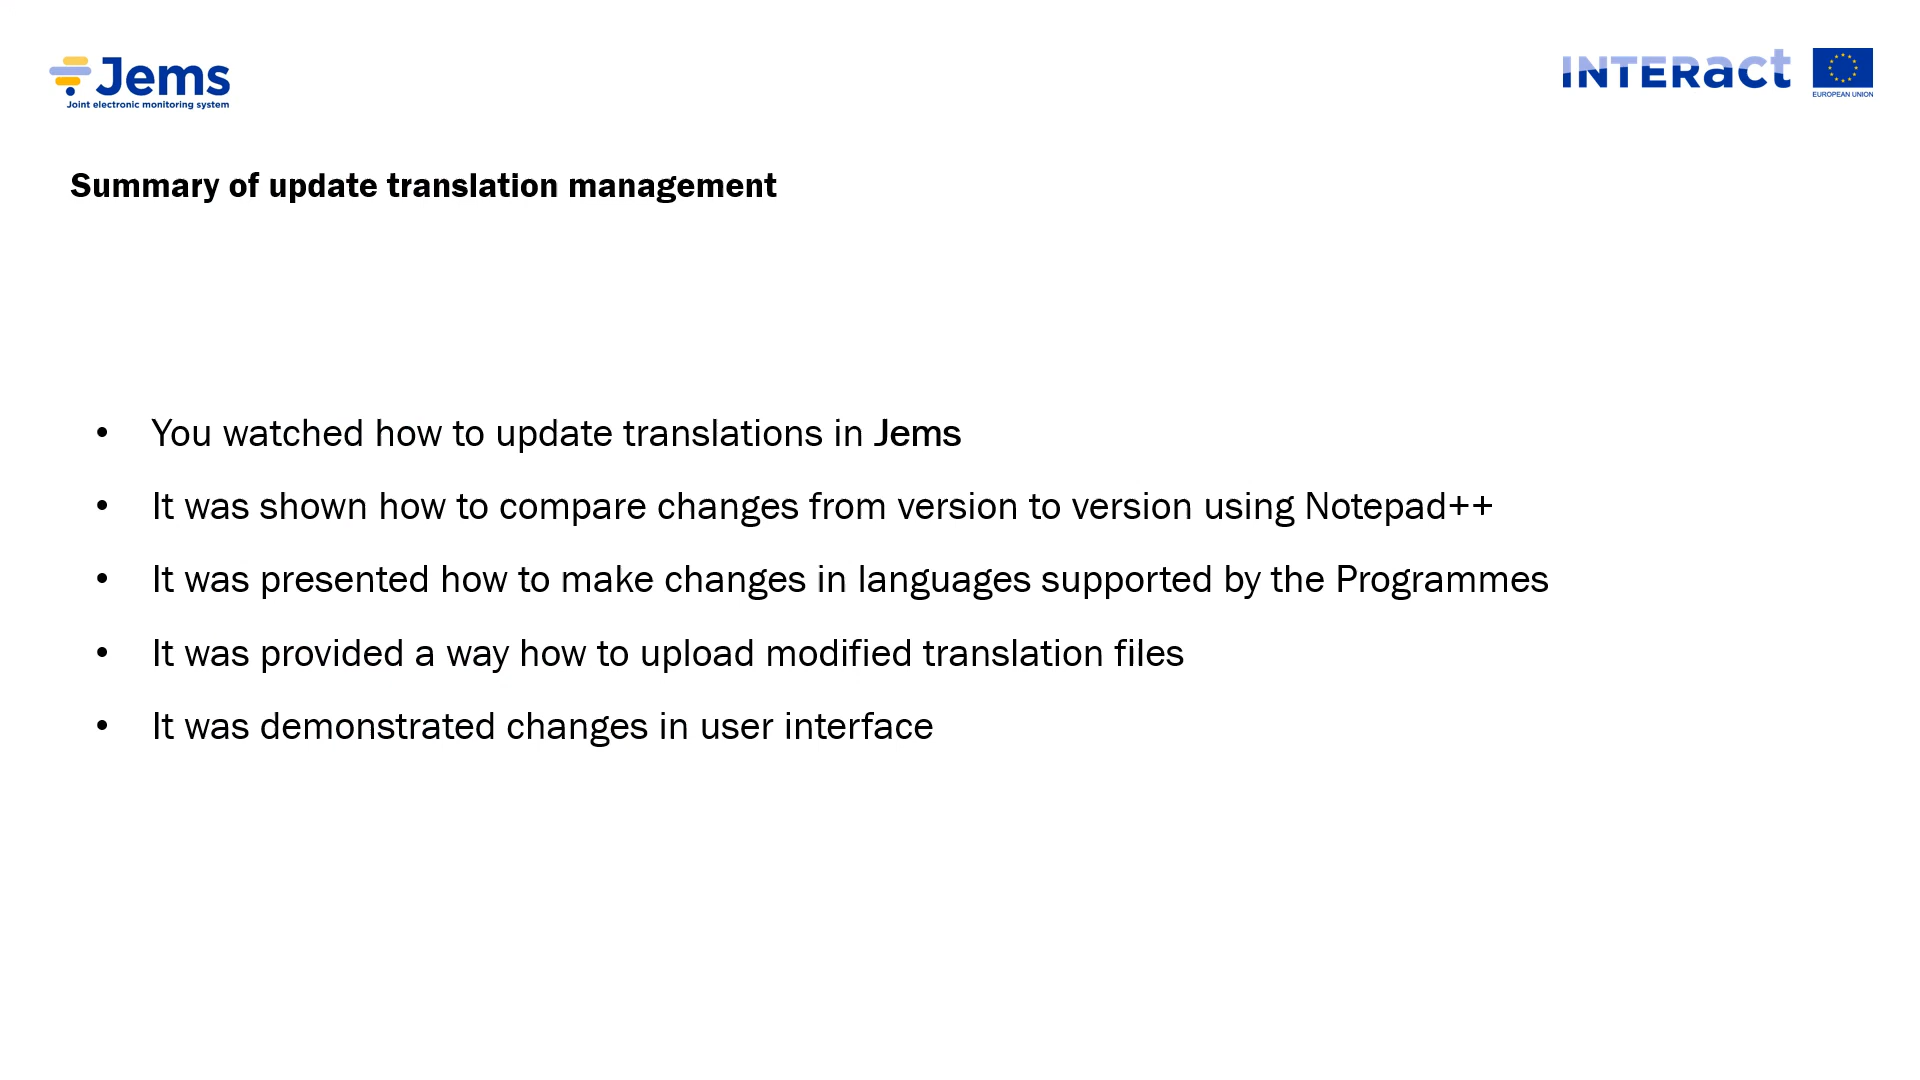 Jems
Joint electronic monitoring system
INTERact
EUROPEAN UNION
Summary of update translation management
• You watched how to update translations in Jems
• It was shown how to compare changes from version to version using Notepad++
• It was presented how to make changes in languages supported by the Programmes
• It was provided a way how to upload modified translation files
• It was demonstrated changes in user interface